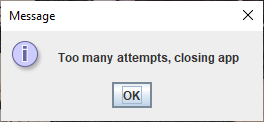 Message
Too many attempts, closing app
OK